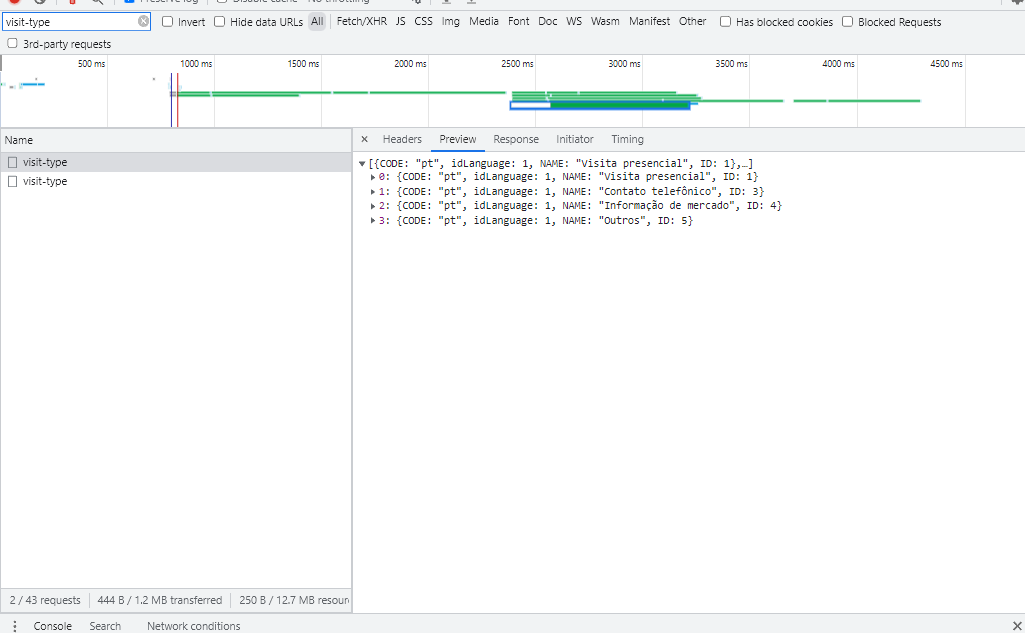 Preserve log Disable cache No throttling
visit-type Invert Hide data URLs All Fetch/XHR JS CSS Img Media Font Doc WS Wasm Manifest Other Has blocked cookies Blocked Requests
3rd-party requests
500 ms 1000 ms 1500 ms 2000 ms 2500 ms 3000 ms 3500 ms 4000 ms 4500 ms
Name
visit-type
visit-type
× Headers Preview Response Initiator Timing
▼[{CODE: "pt", idLanguage: 1, NAME: "Visita presencial", ID: 1},…]
▶0: {CODE: "pt", idLanguage: 1, NAME: "Visita presencial", ID: 1}
▶1: {CODE: "pt", idLanguage: 1, NAME: "Contato telefônico", ID: 3}
▶2: {CODE: "pt", idLanguage: 1, NAME: "Informação de mercado", ID: 4}
▶3: {CODE: "pt", idLanguage: 1, NAME: "Outros", ID: 5}
2 / 43 requests 444 B / 1.2 MB transferred 250 B / 12.7 MB resour
Console Search Network conditions